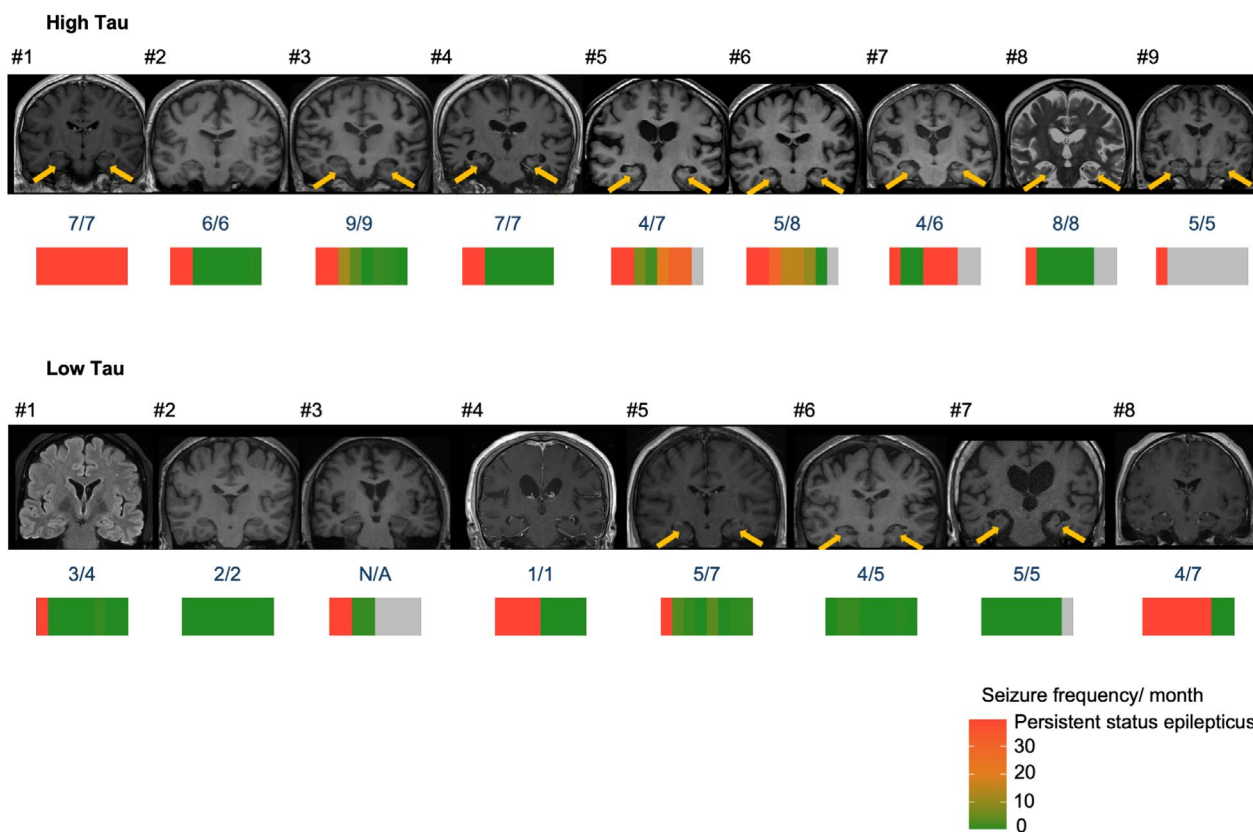 High Tau
#1 #2 #3 #4 #5 #6 #7 #8 #9
7/7 6/6 9/9 7/7 4/7 5/8 4/6 8/8 5/5
Low Tau
#1 #2 #3 #4 #5 #6 #7 #8
3/4 2/2 N/A 1/1 5/7 4/5 5/5 4/7
Seizure frequency/ month
Persistent status epilepticus
30
20
10
0